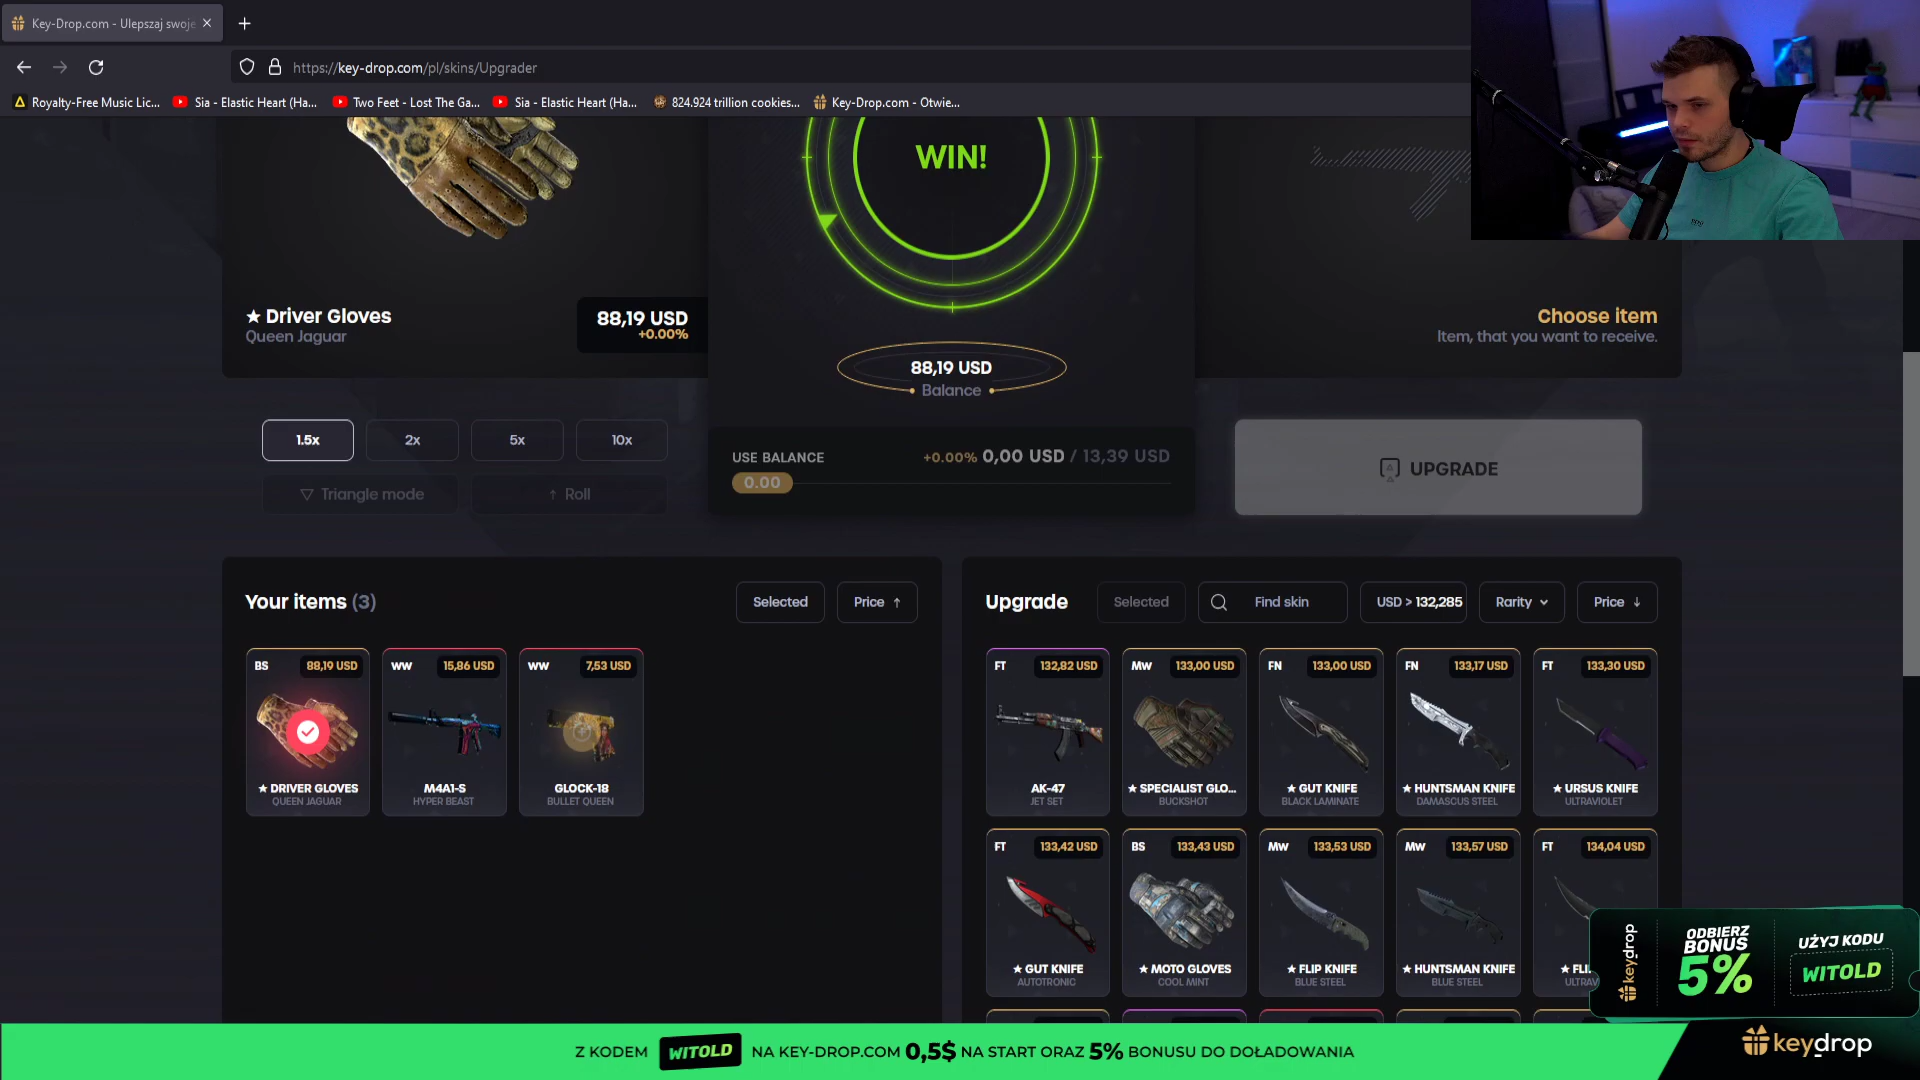 Key-Drop.com - Ulepszaj swoje
https://key-drop.com/pl/skins/Upgrader
Royalty-Free Music Lic...
Sia - Elastic Heart (Ha...
Two Feet - Lost The Ga...
Sia - Elastic Heart (Ha...
824.924 trillion cookies...
Key-Drop.com - Otwie...
WIN!
★ Driver Gloves
Queen Jaguar
88,19 USD
+0.00%
88,19 USD
Balance
Choose item
Item, that you want to receive.
1.5x
2x
5x
10x
Triangle mode
Roll
USE BALANCE
+0.00% 0,00 USD / 13,39 USD
0.00
UPGRADE
Your items (3)
Selected
Price ↑
BS 88,19 USD
★ DRIVER GLOVES
QUEEN JAGUAR
WW 15,86 USD
M4A1-S
HYPER BEAST
WW 7,53 USD
GLOCK-18
BULLET QUEEN
Upgrade
Selected
Find skin
USD > 132,285
Rarity
Price ↓
FT 132,82 USD
AK-47
JET SET
MW 133,00 USD
★ SPECIALIST GLO...
BUCKSHOT
FN 133,00 USD
★ GUT KNIFE
BLACK LAMINATE
FN 133,17 USD
★ HUNTSMAN KNIFE
DAMASCUS STEEL
FT 133,30 USD
★ URSUS KNIFE
ULTRAVIOLET
FT 133,42 USD
★ GUT KNIFE
AUTOTRONIC
BS 133,43 USD
★ MOTO GLOVES
COOL MINT
MW 133,53 USD
★ FLIP KNIFE
BLUE STEEL
MW 133,57 USD
★ HUNTSMAN KNIFE
BLUE STEEL
FT 134,04 USD
keydrop
ODBIERZ
BONUS
5%
UŻYJ KODU
WITOLD
Z KODEM WITOLD NA KEY-DROP.COM 0,5$ NA START ORAZ 5% BONUSU DO DOŁADOWANIA
keydrop